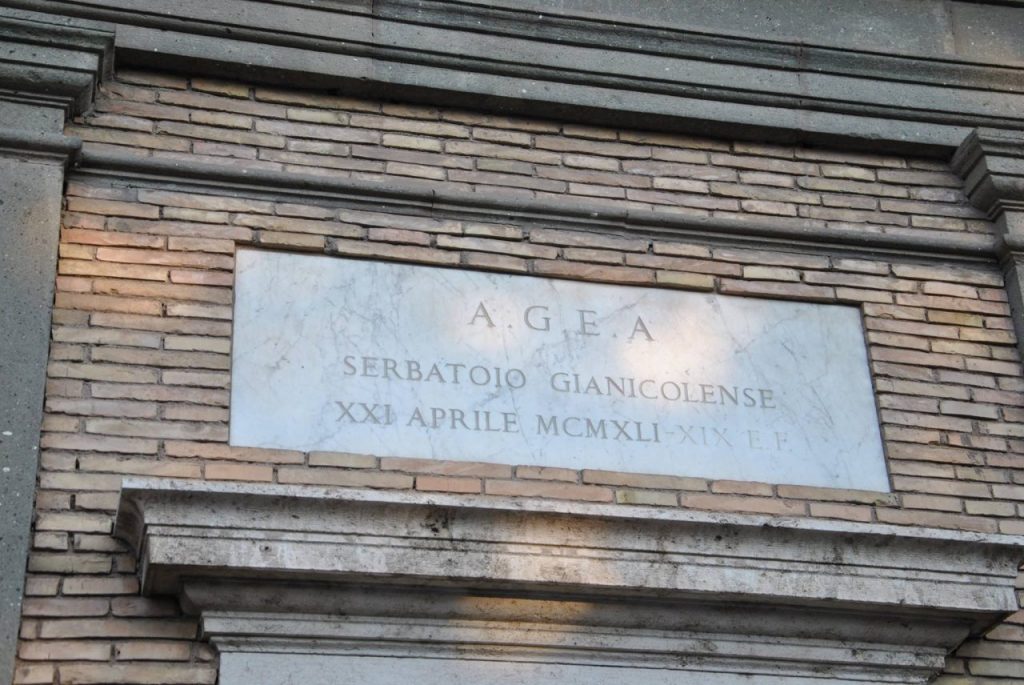 A.G.E.A
SERBATOIO GIANICOLENSE
XXI APRILE MCMXLI-XIX E.F.